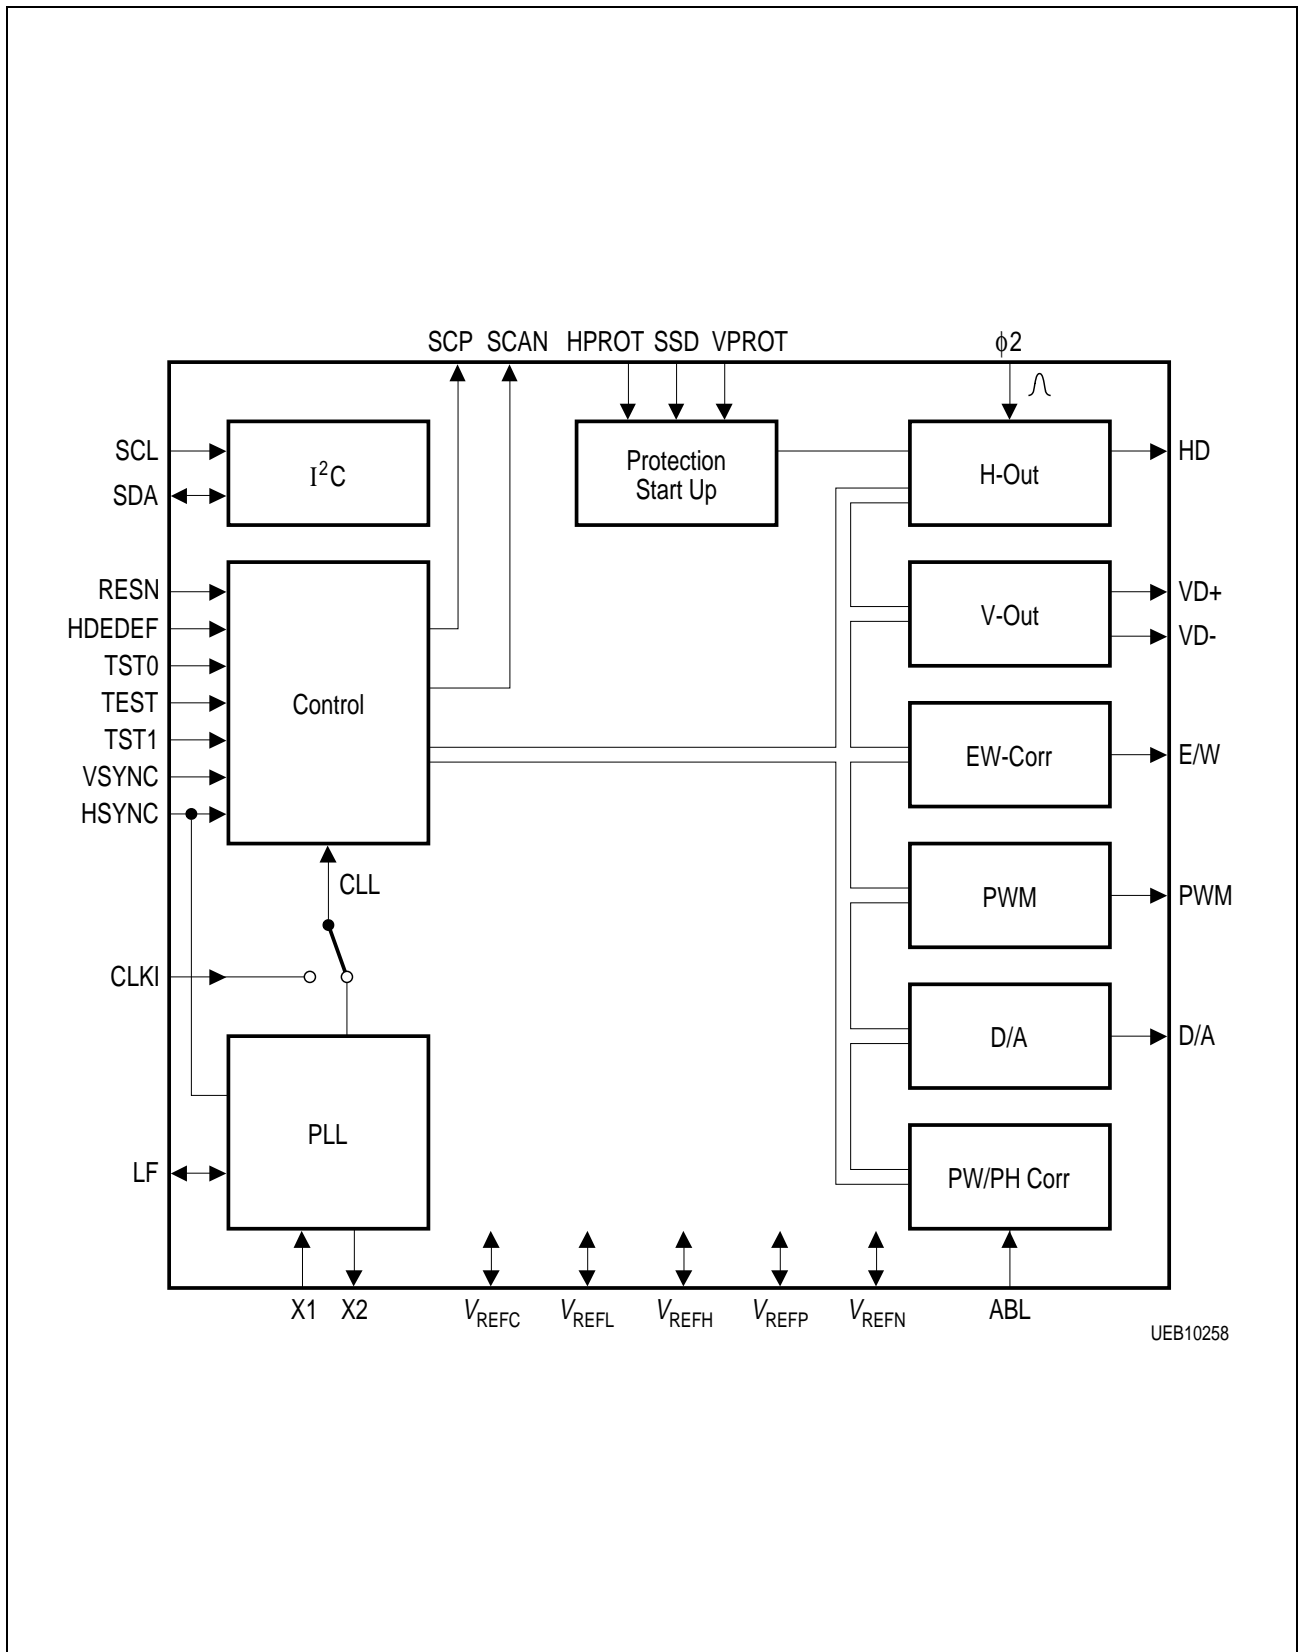 SCP SCAN HPROT SSD VPROT ϕ2
SCL
SDA
I²C
Protection
Start Up
H-Out
HD
RESN
HDEDEF
TST0
TEST
TST1
VSYNC
HSYNC
Control
V-Out
VD+
VD-
EW-Corr
E/W
CLL
PWM
PWM
CLKI
D/A
D/A
PLL
LF
PW/PH Corr
X1 X2 VREFC VREFL VREFH VREFP VREFN ABL
UEB10258